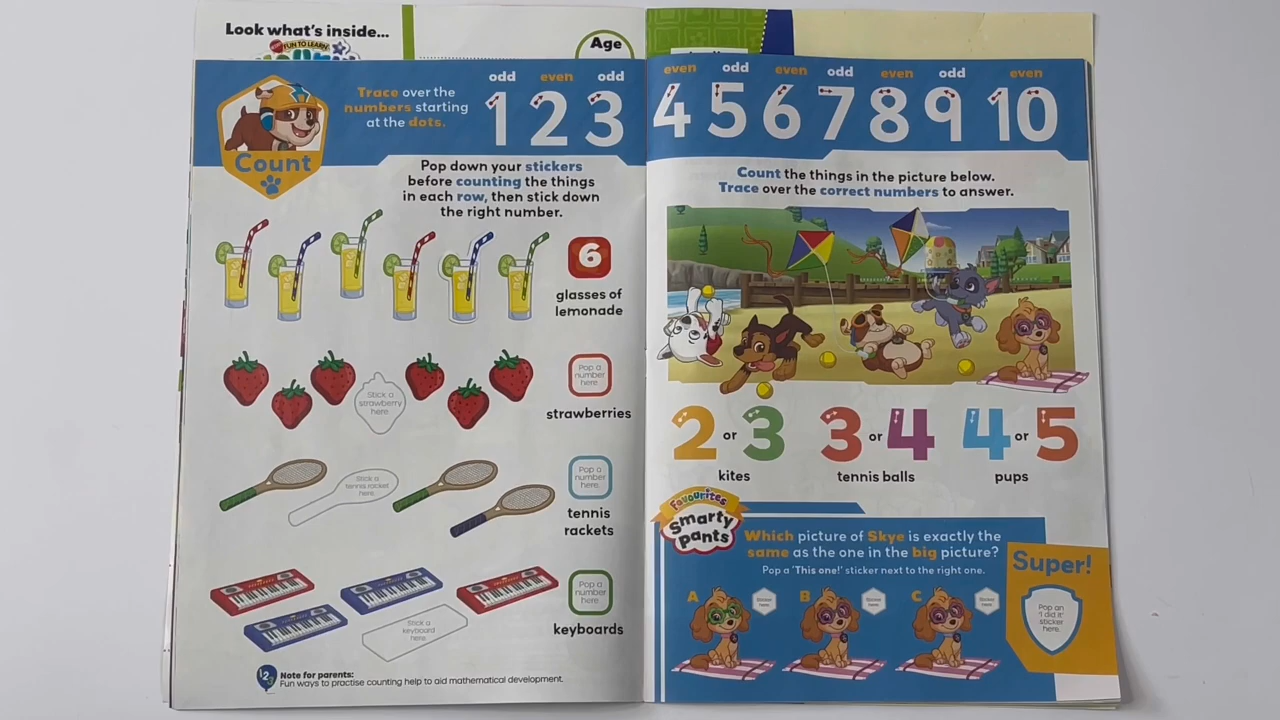 Look what's inside...
FUN TO LEARN
Age
odd even odd
Trace over the
numbers starting
at the dots.
1 2 3
Count
Pop down your stickers
before counting the things
in each row, then stick down
the right number.
6
glasses of
lemonade
Stick a
strawberry
here
Pop a
number
here
strawberries
Stick a
tennis racket
here
Pop a
number
here
tennis
rackets
Stick a
keyboard
here
Pop a
number
here
keyboards
123
Note for parents:
Fun ways to practise counting help to aid mathematical development.
even odd even odd even odd even
4 5 6 7 8 9 10
Count the things in the picture below.
Trace over the correct numbers to answer.
2 or 3
kites
3 or 4
tennis balls
4 or 5
pups
Favourites
Smarty
pants
Which picture of Skye is exactly the
same as the one in the big picture?
Pop a 'This one!' sticker next to the right one.
A
Sticker
here
B
Sticker
here
C
Sticker
here
Super!
Pop an
'I did it'
sticker
here.